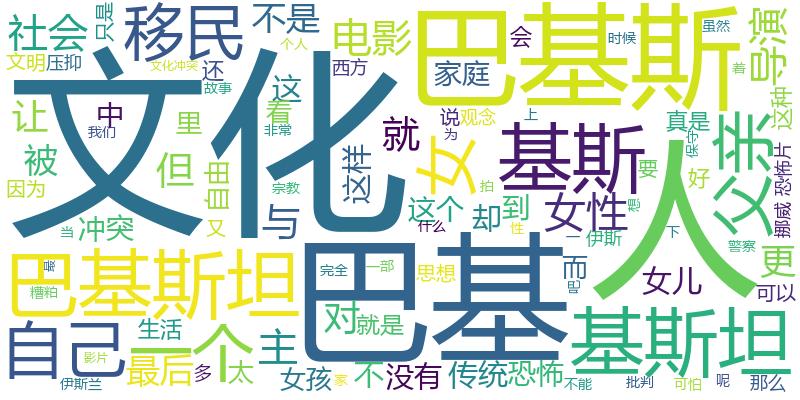 社会
只是
移民
不是
电影
会
巴基斯
时候
虽然
着
导演
文明
压抑
文化冲突
个人
还
故事
这
西方
家庭
这种
让
中
我们
里
看
非常
就
说
观念
上
为
真是
保守
父亲
恐怖片
文化
被
但
自由
宗教
这样
女
基斯
人
要
好
挪威
因为
当
冲突
又
与
这个
什么
却
到
性
拍
女性
想
一
伊斯
下
警察
更
巴基斯坦
最
糟粕
巴基
完全
一部
思想
而
吧
女儿
可以
自己
生活
一个
对
就是
主
基斯坦
影片
最后
伊斯兰
多
太
女孩
家
不
没有
传统
恐怖
不能
批判
可怕
呢
那么